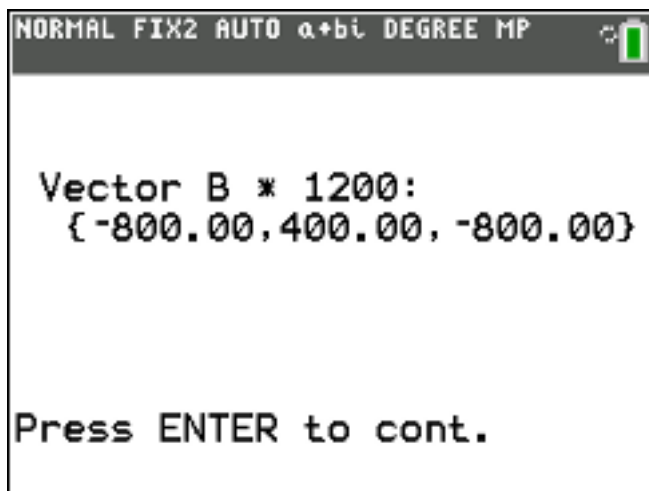 NORMAL FIX2 AUTO a+bi DEGREE MP
Vector B * 1200:
{⁻800.00,400.00,⁻800.00}
Press ENTER to cont.